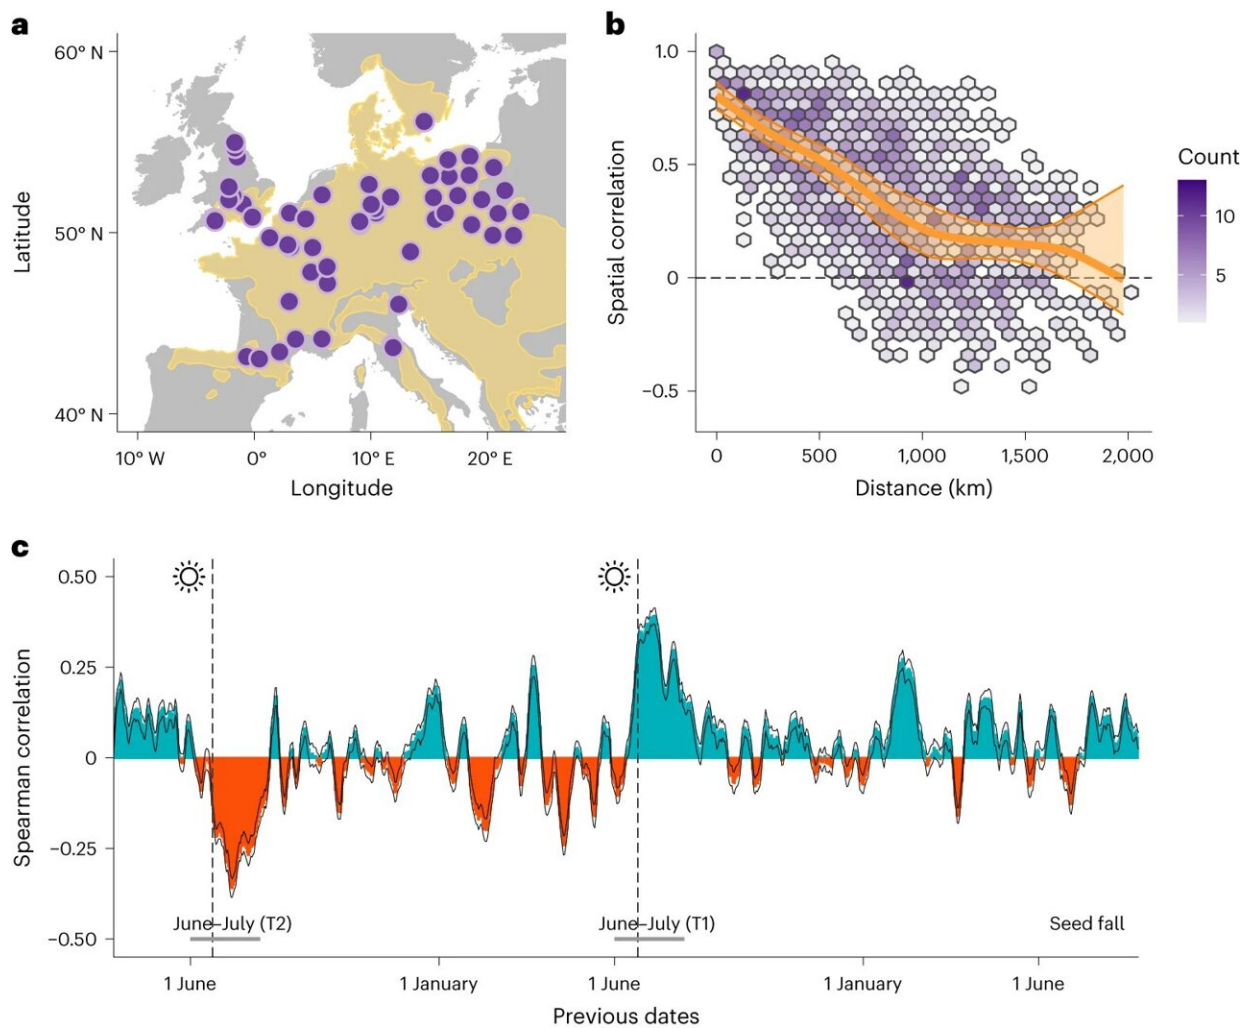 a
60° N
50° N
40° N
Latitude
10° W
0°
10° E
20° E
Longitude
b
1.0
0.5
0
−0.5
Spatial correlation
0
500
1,000
1,500
2,000
Distance (km)
Count
10
5
c
0.50
0.25
0
−0.25
−0.50
Spearman correlation
June–July (T2)
June–July (T1)
Seed fall
1 June
1 January
1 June
1 January
1 June
Previous dates